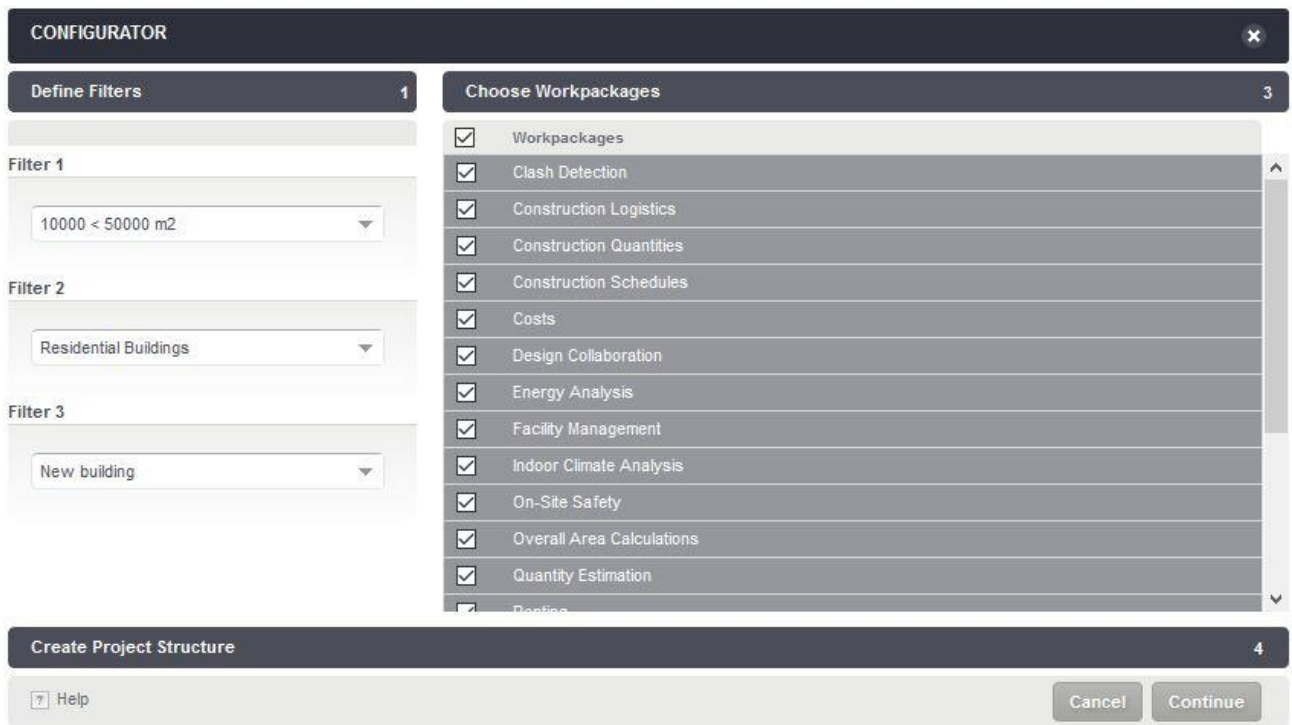 CONFIGURATOR
Define Filters 1
Filter 1
10000 < 50000 m2
Filter 2
Residential Buildings
Filter 3
New building
Choose Workpackages 3
Workpackages
Clash Detection
Construction Logistics
Construction Quantities
Construction Schedules
Costs
Design Collaboration
Energy Analysis
Facility Management
Indoor Climate Analysis
On-Site Safety
Overall Area Calculations
Quantity Estimation
Create Project Structure 4
? Help
Cancel Continue